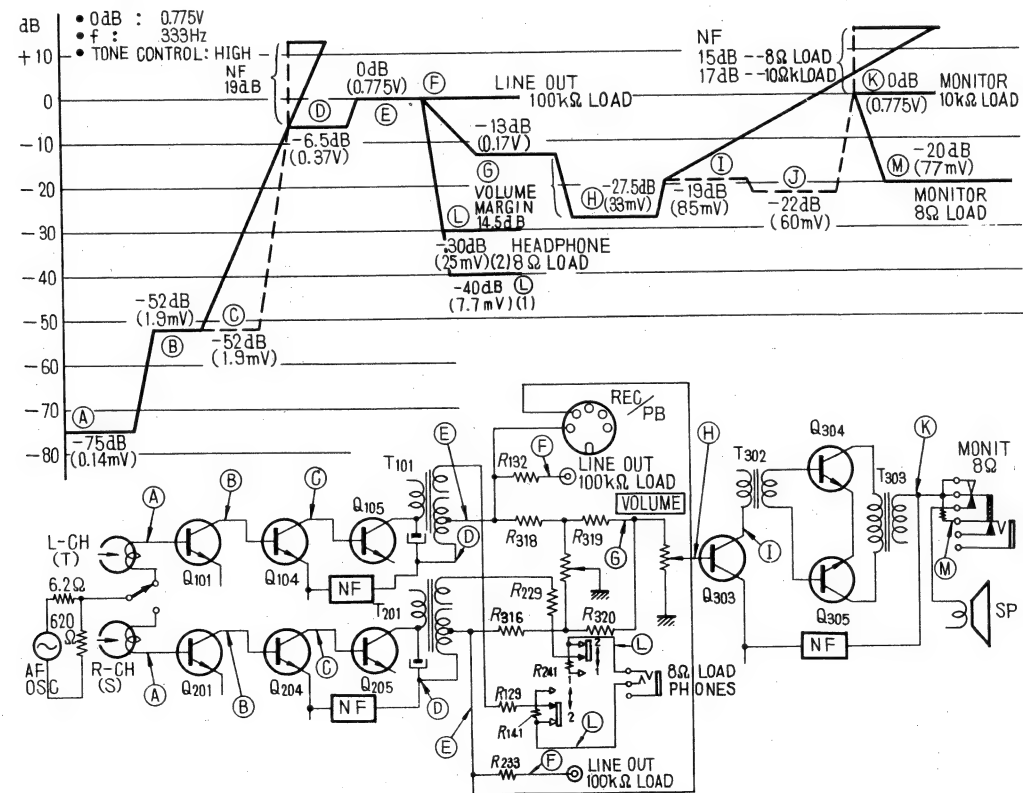 dB
• 0dB : 0.775V
• f : 333Hz
• TONE CONTROL: HIGH
+10
0
-10
-20
-30
-40
-50
-60
-70
-80
NF
19dB
Ⓓ
-6.5dB
(0.37V)
0dB
(0.775V)
Ⓔ
Ⓕ
LINE OUT
100kΩ LOAD
-13dB
(0.17V)
Ⓖ
VOLUME
MARGIN
14.5dB
Ⓛ
-30dB HEADPHONE
(25mV)(2)8Ω LOAD
-40dB Ⓛ
(7.7mV)(1)
Ⓗ
-27.5dB
(33mV)
Ⓘ
-19dB
(85mV)
Ⓙ
-22dB
(60mV)
NF
15dB --8Ω LOAD
17dB --10ΩkLOAD
Ⓚ 0dB
(0.775V)
MONITOR
10kΩ LOAD
Ⓜ
-20dB
(77mV)
MONITOR
8Ω LOAD
-52dB
(1.9mV)
Ⓑ
Ⓒ
-52dB
(1.9mV)
Ⓐ
-75dB
(0.14mV)
L-CH
(T)
6.2Ω
620
Ω
AF
OSC
R-CH
(S)
Ⓐ
Ⓐ
Q101
Ⓑ
Q104
Ⓒ
Q105
T101
NF
Ⓓ
Ⓔ
Q201
Ⓑ
Q204
Ⓒ
Q205
T201
NF
Ⓓ
Ⓔ
REC/
PB
R132
Ⓕ
LINE OUT
100kΩ LOAD
VOLUME
R318
R319
Ⓖ
R229
R316
R320
R241
2
1
Ⓛ
8Ω LOAD
PHONES
R129
R141
1
2
Ⓛ
R233
Ⓕ
LINE OUT
100kΩ LOAD
Ⓗ
Q303
T302
Ⓘ
Q304
Q305
T303
NF
Ⓚ
MONIT
8Ω
Ⓜ
SP